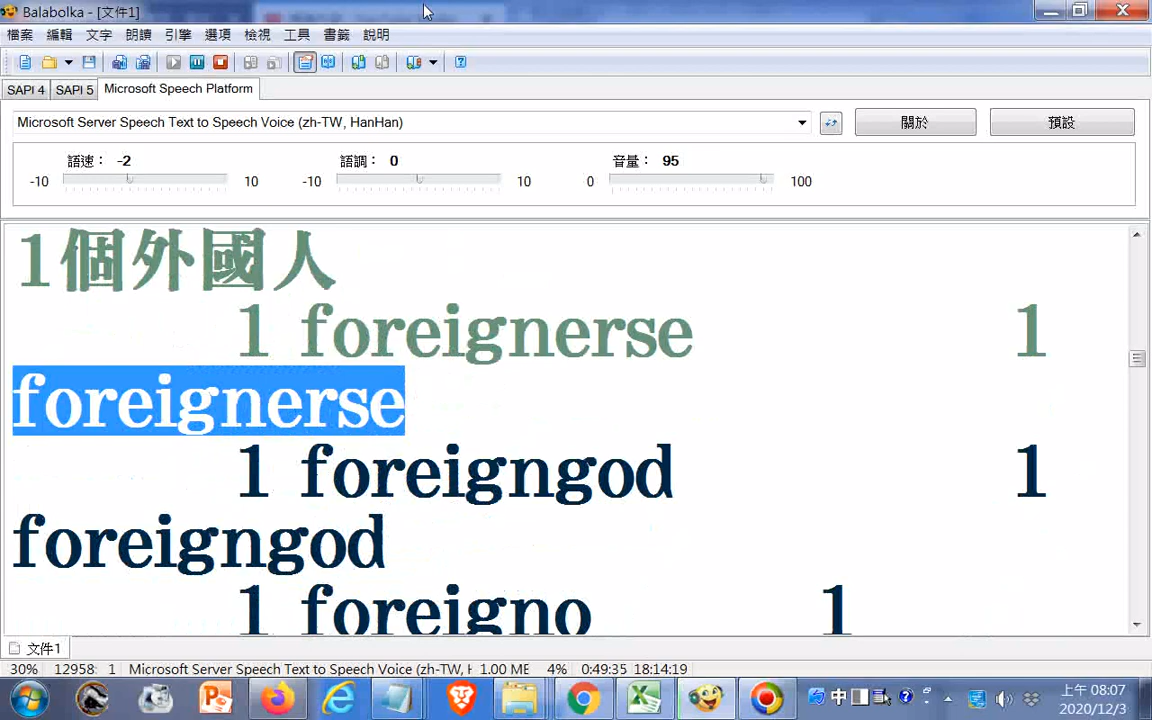 Balabolka - [文件1]
檔案 編輯 文字 朗讀 引擎 選項 檢視 工具 書籤 說明
SAPI 4 SAPI 5 Microsoft Speech Platform
Microsoft Server Speech Text to Speech Voice (zh-TW, HanHan) 關於 預設
語速： -2 語調： 0 音量： 95
-10 10 -10 10 0 100
1個外國人
1 foreignerse 1
foreignerse
1 foreigngod 1
foreigngod
1 foreigno 1
文件1
30% 12958: 1 Microsoft Server Speech Text to Speech Voice (zh-TW, 1.00 ME 4% 0:49:35 18:14:19
中 上午 08:07
2020/12/3